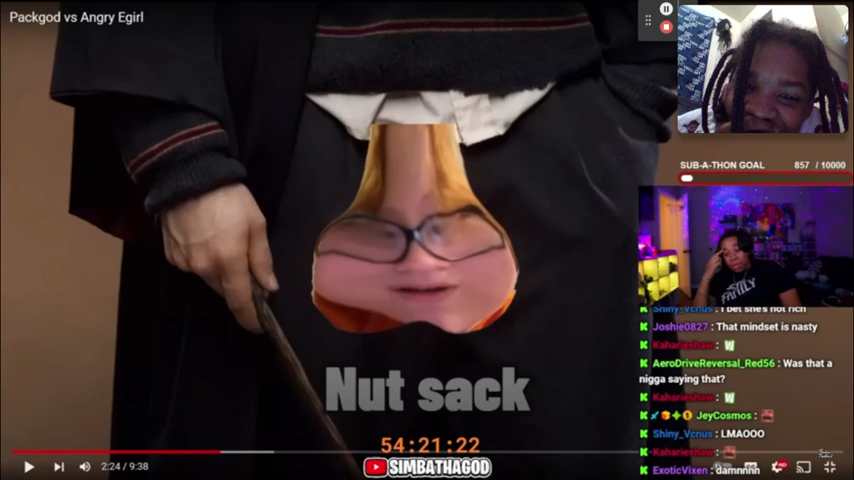 Packgod vs Angry Egirl
SUB-A-THON GOAL 857 / 10000
FAMILY
Shiny_Vcnus : I bet she's not rich
Joshie0827 : That mindset is nasty
Kaharieshaw :
AeroDriveReversal_Red56 : Was that a
nigga saying that?
Kaharieshaw :
JeyCosmos :
Shiny_Vcnus : LMAOOO
Kaharieshaw :
ExoticVixen : damnnnn
Nut sack
54:21:22
SIMBATHAGOD
2:24 / 9:38